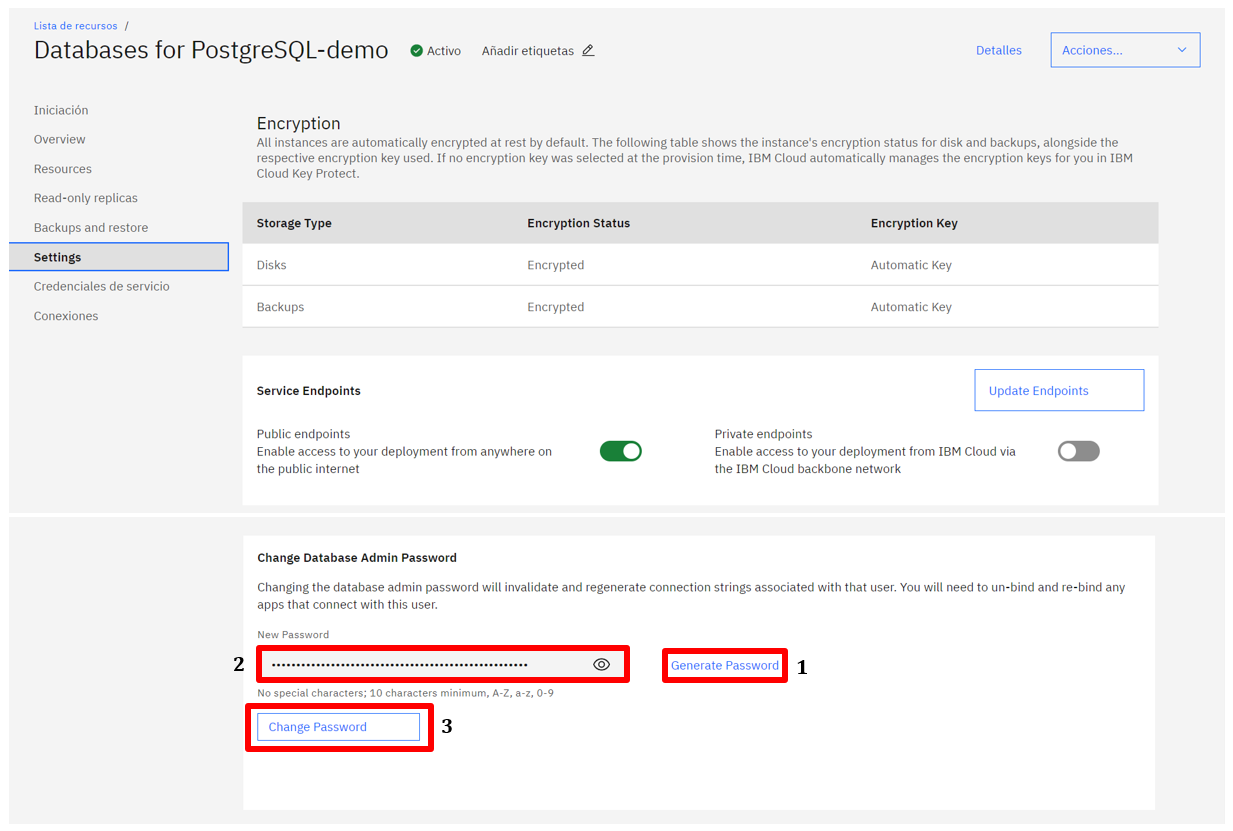 Lista de recursos /
Databases for PostgreSQL-demo Activo Añadir etiquetas Detalles Acciones...
Iniciación
Overview
Resources
Read-only replicas
Backups and restore
Settings
Credenciales de servicio
Conexiones
Encryption
All instances are automatically encrypted at rest by default. The following table shows the instance's encryption status for disk and backups, alongside the
respective encryption key used. If no encryption key was selected at the provision time, IBM Cloud automatically manages the encryption keys for you in IBM
Cloud Key Protect.
Storage Type Encryption Status Encryption Key
Disks Encrypted Automatic Key
Backups Encrypted Automatic Key
Service Endpoints Update Endpoints
Public endpoints
Enable access to your deployment from anywhere on
the public internet
Private endpoints
Enable access to your deployment from IBM Cloud via
the IBM Cloud backbone network
Change Database Admin Password
Changing the database admin password will invalidate and regenerate connection strings associated with that user. You will need to un-bind and re-bind any
apps that connect with this user.
New Password
2 Generate Password 1
No special characters; 10 characters minimum, A-Z, a-z, 0-9
Change Password 3